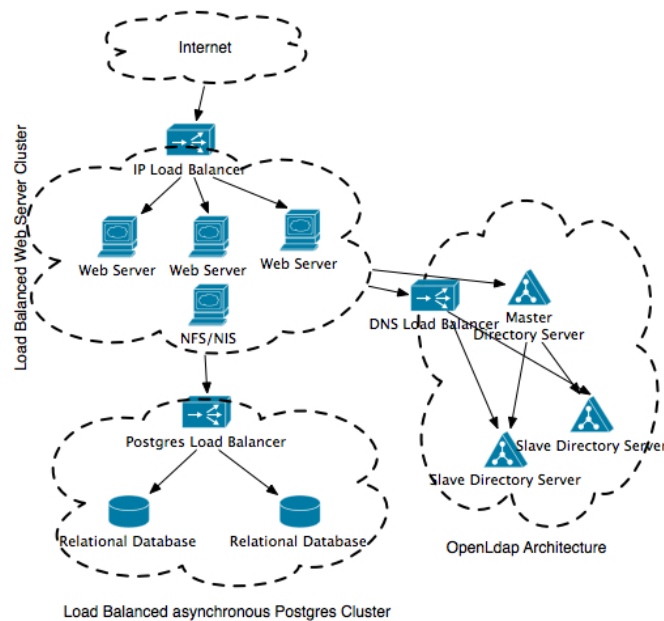 Internet
IP Load Balancer
Load Balanced Web Server Cluster
Web Server
Web Server
Web Server
NFS/NIS
DNS Load Balancer
Master
Directory Server
Postgres Load Balancer
Slave Directory Server
Slave Directory Server
Relational Database
Relational Database
OpenLdap Architecture
Load Balanced asynchronous Postgres Cluster